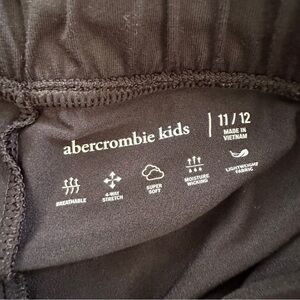 abercrombie kids
11 / 12
MADE IN
VIETNAM
BREATHABLE
4-WAY
STRETCH
SUPER
SOFT
MOISTURE
WICKING
LIGHTWEIGHT
FABRIC